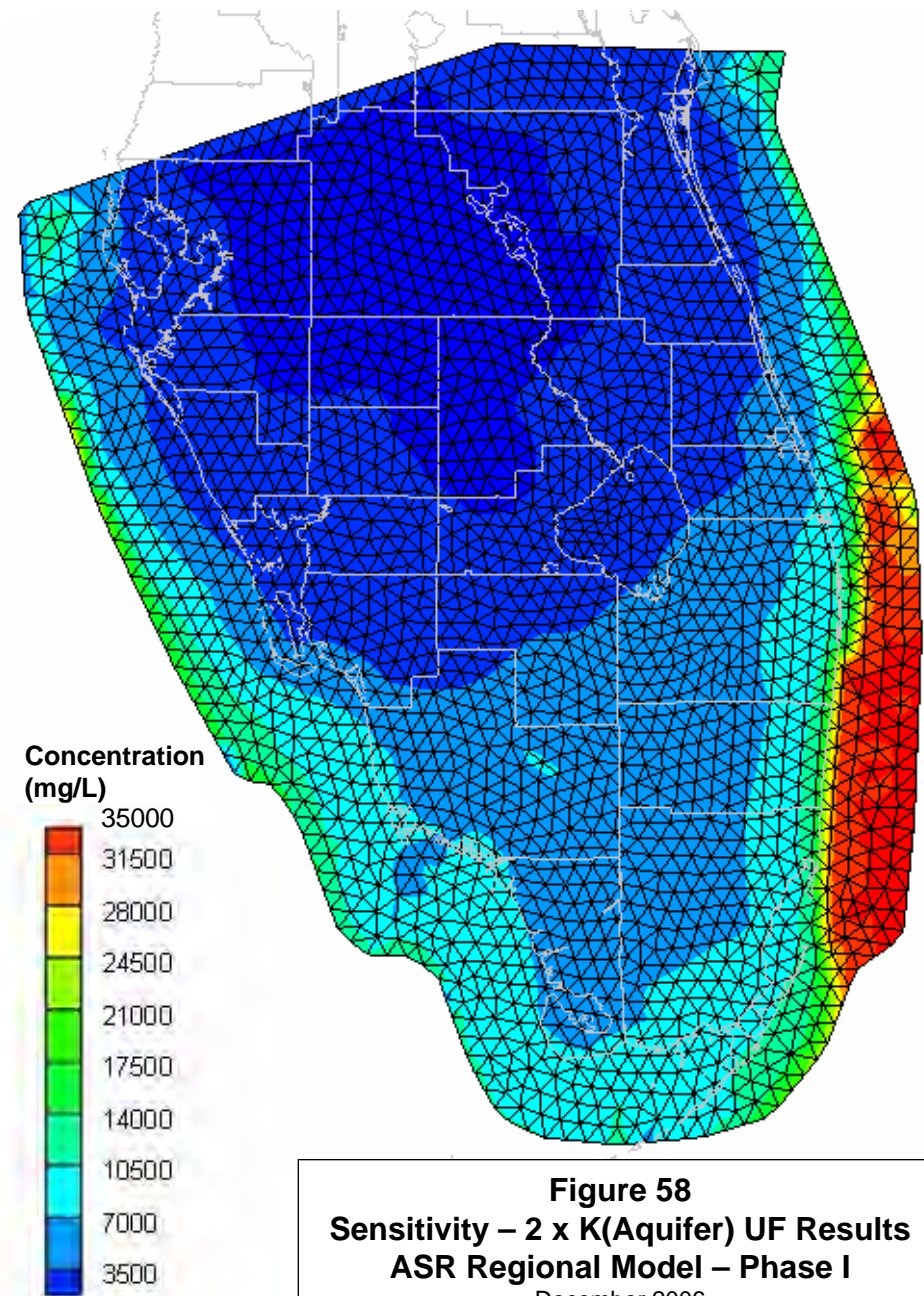 Concentration
(mg/L)
35000
31500
28000
24500
21000
17500
14000
10500
7000
3500
Figure 58
Sensitivity – 2 x K(Aquifer) UF Results
ASR Regional Model – Phase I
December 2006